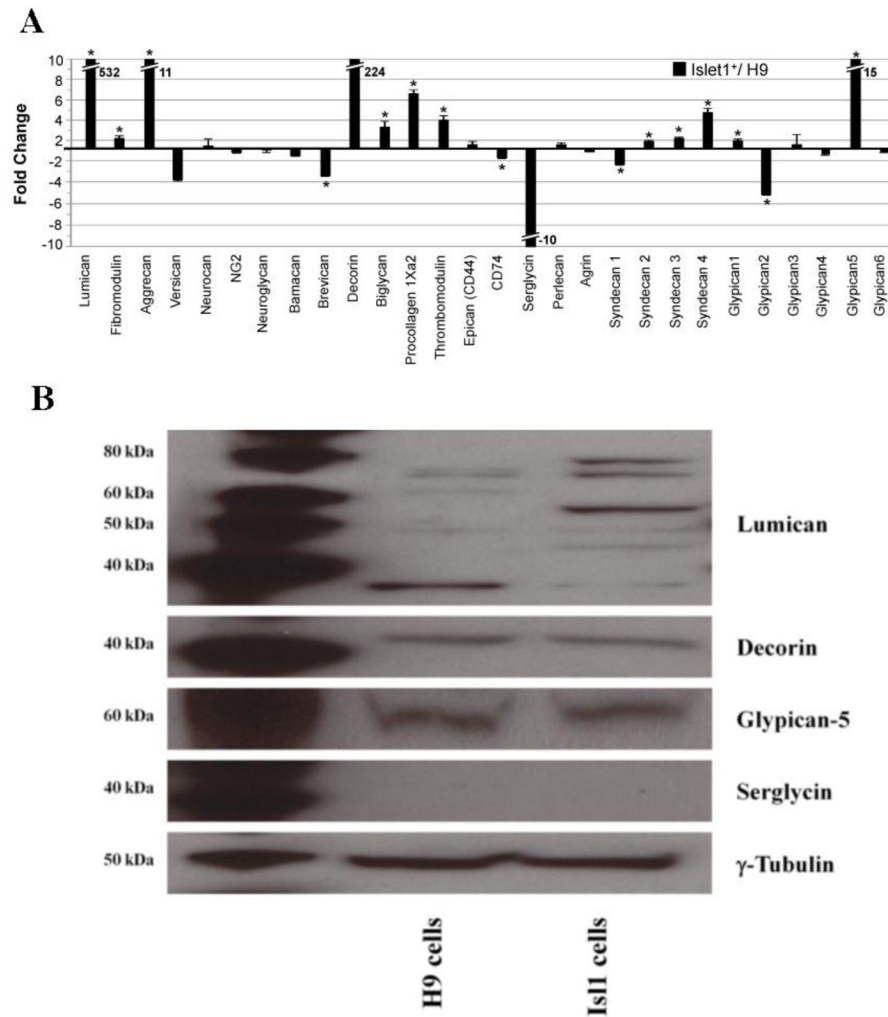 A
Fold Change
10
8
6
4
2
-2
-4
-6
-8
-10
Islet1+/ H9
* 532
*
* 11
*
224
*
*
*
*
-10
*
*
*
*
*
*
* 15
Lumican
Fibromodulin
Aggrecan
Versican
Neurocan
NG2
Neuroglycan
Bamacan
Brevican
Decorin
Biglycan
Procollagen 1Xa2
Thrombomodulin
Epican (CD44)
CD74
Serglycin
Perlecan
Agrin
Syndecan 1
Syndecan 2
Syndecan 3
Syndecan 4
Glypican1
Glypican2
Glypican3
Glypican4
Glypican5
Glypican6
B
80 kDa
60 kDa
50 kDa
40 kDa
Lumican
40 kDa
Decorin
60 kDa
Glypican-5
40 kDa
Serglycin
50 kDa
γ-Tubulin
H9 cells
Isl1 cells